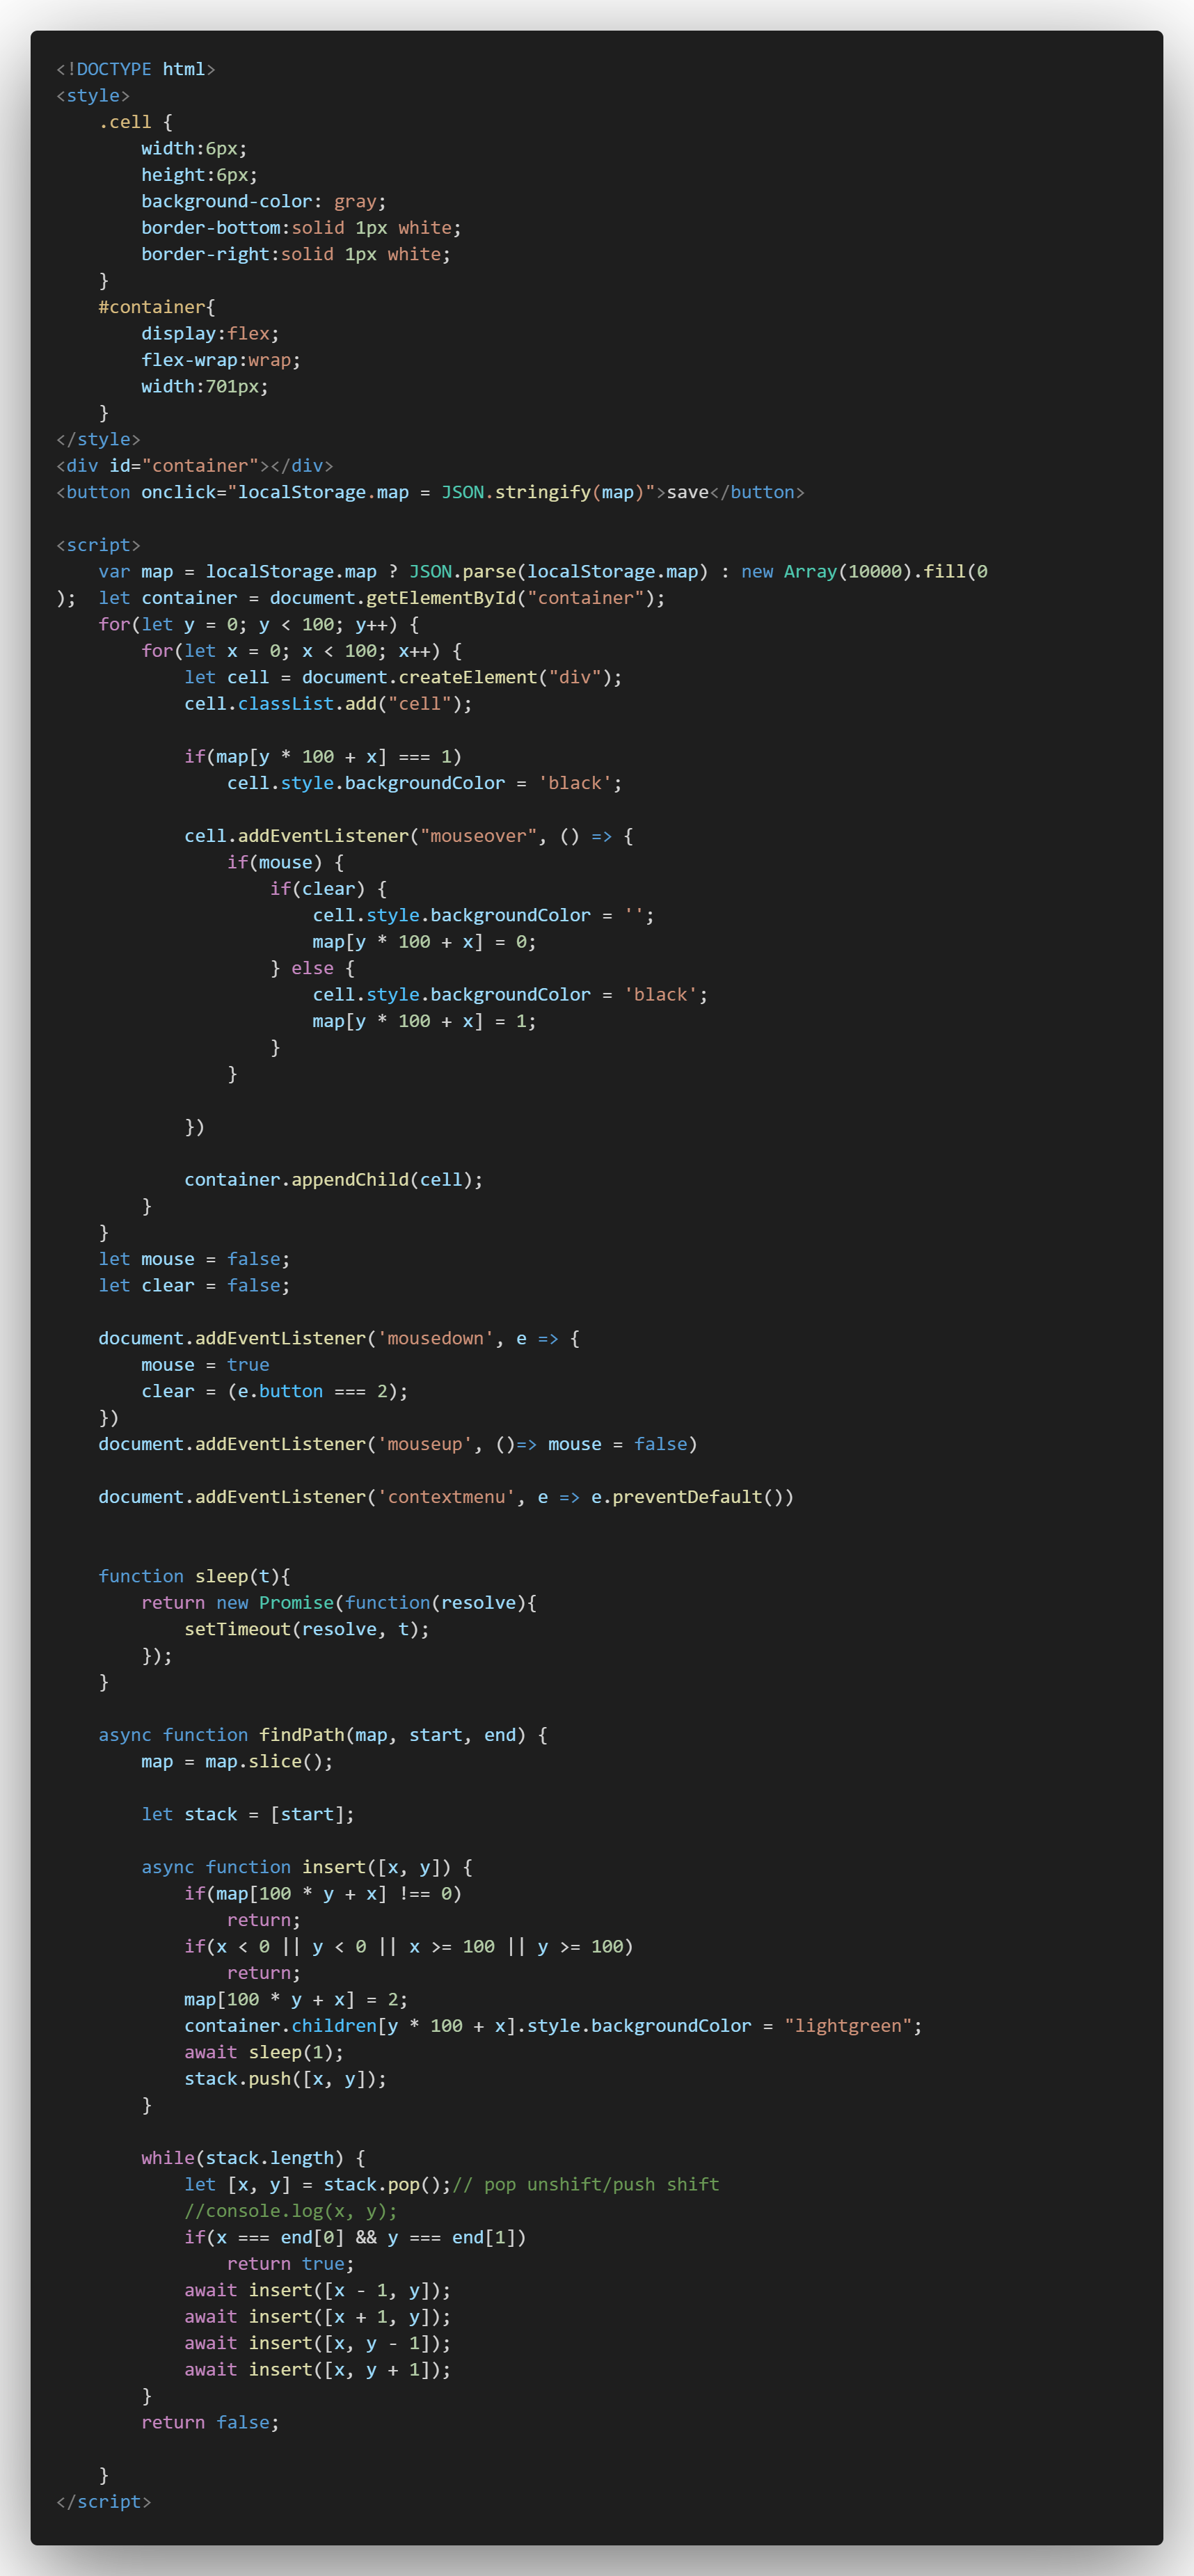 <!DOCTYPE html>
<style>
    .cell {
        width:6px;
        height:6px;
        background-color: gray;
        border-bottom:solid 1px white;
        border-right:solid 1px white;
    }
    #container{
        display:flex;
        flex-wrap:wrap;
        width:701px;
    }
</style>
<div id="container"></div>
<button onclick="localStorage.map = JSON.stringify(map)">save</button>

<script>
    var map = localStorage.map ? JSON.parse(localStorage.map) : new Array(10000).fill(0
);  let container = document.getElementById("container");
    for(let y = 0; y < 100; y++) {
        for(let x = 0; x < 100; x++) {
            let cell = document.createElement("div");
            cell.classList.add("cell");

            if(map[y * 100 + x] === 1)
                cell.style.backgroundColor = 'black';

            cell.addEventListener("mouseover", () => {
                if(mouse) {
                    if(clear) {
                        cell.style.backgroundColor = '';
                        map[y * 100 + x] = 0;
                    } else {
                        cell.style.backgroundColor = 'black';
                        map[y * 100 + x] = 1;
                    }
                }

            })

            container.appendChild(cell);
        }
    }
    let mouse = false;
    let clear = false;

    document.addEventListener('mousedown', e => {
        mouse = true
        clear = (e.button === 2);
    })
    document.addEventListener('mouseup', ()=> mouse = false)

    document.addEventListener('contextmenu', e => e.preventDefault())


    function sleep(t){
        return new Promise(function(resolve){
            setTimeout(resolve, t);
        });
    }

    async function findPath(map, start, end) {
        map = map.slice();

        let stack = [start];

        async function insert([x, y]) {
            if(map[100 * y + x] !== 0)
                return;
            if(x < 0 || y < 0 || x >= 100 || y >= 100)
                return;
            map[100 * y + x] = 2;
            container.children[y * 100 + x].style.backgroundColor = "lightgreen";
            await sleep(1);
            stack.push([x, y]);
        }

        while(stack.length) {
            let [x, y] = stack.pop();// pop unshift/push shift
            //console.log(x, y);
            if(x === end[0] && y === end[1])
                return true;
            await insert([x - 1, y]);
            await insert([x + 1, y]);
            await insert([x, y - 1]);
            await insert([x, y + 1]);
        }
        return false;

    }
</script>